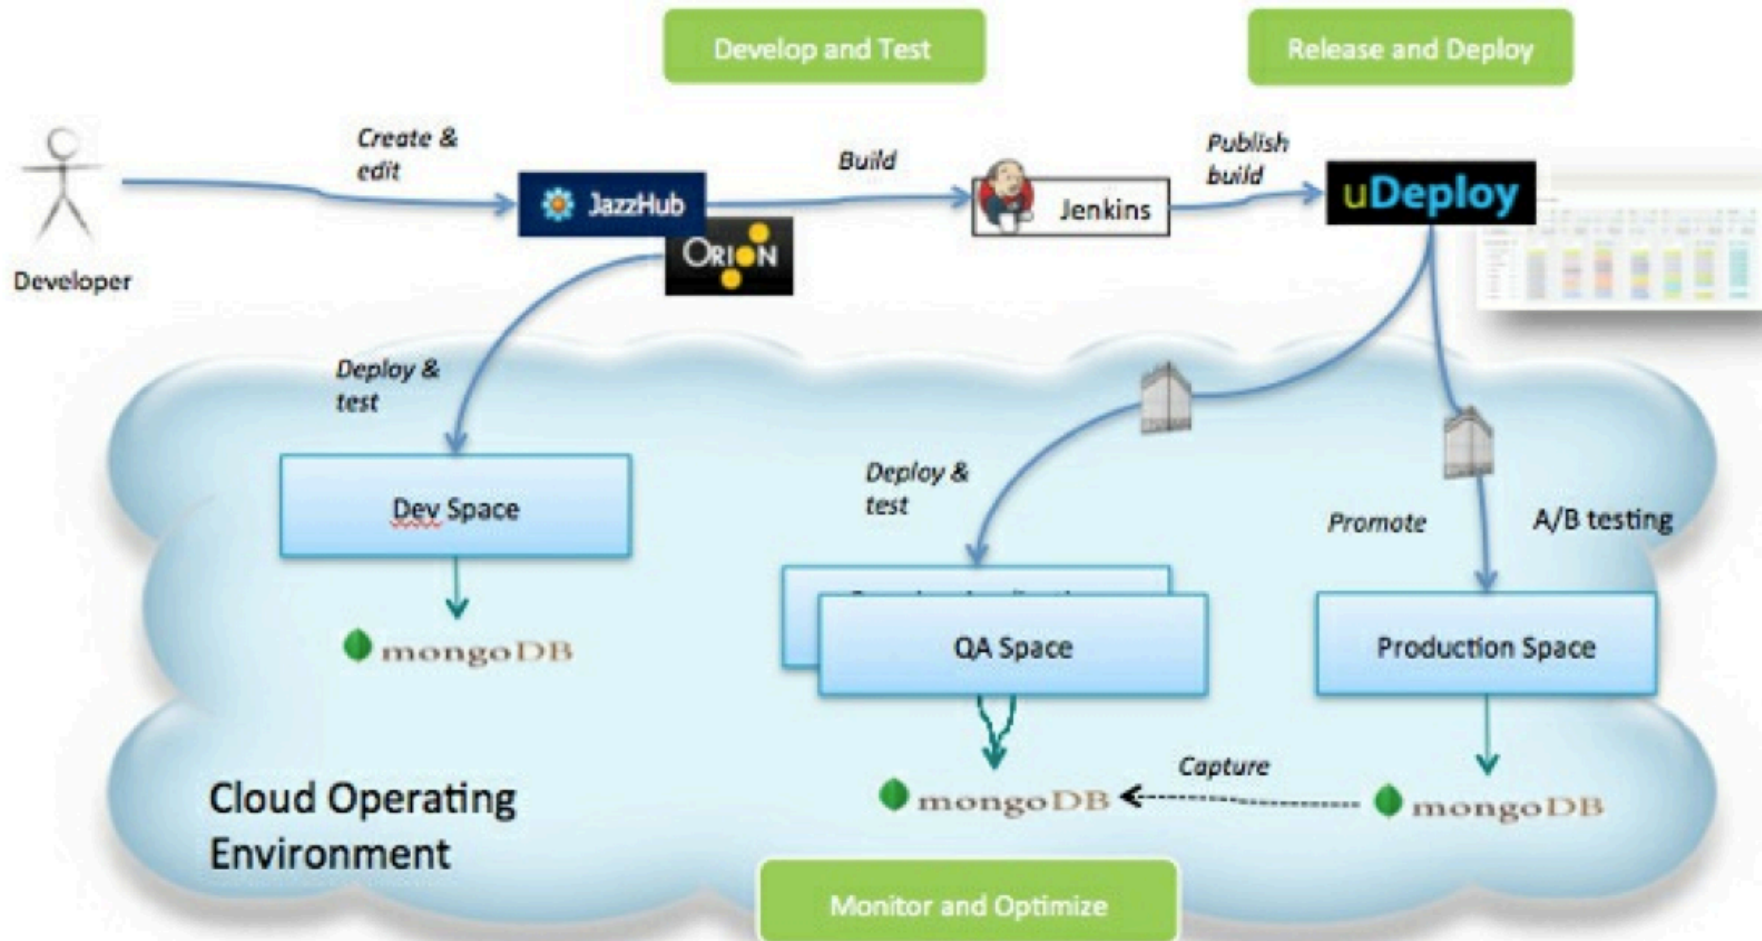 Develop and Test
Release and Deploy
Create &
edit
Build
Publish
build
JazzHub
ORION
Jenkins
uDeploy
Developer
Deploy &
test
Dev Space
mongoDB
Deploy &
test
Promote
A/B testing
QA Space
Production Space
Capture
mongoDB
mongoDB
Cloud Operating
Environment
Monitor and Optimize